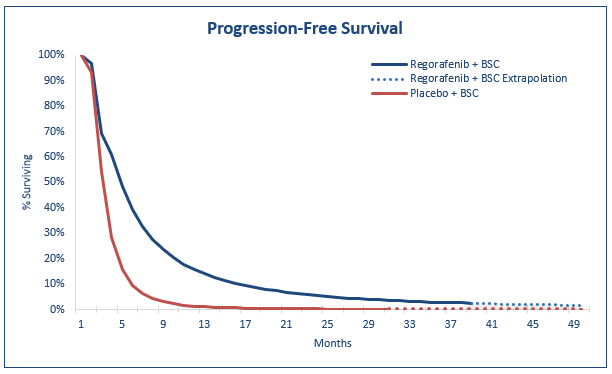 Progression-Free Survival
100%
90%
80%
70%
60%
50%
40%
30%
20%
10%
0%
% Surviving
Regorafenib + BSC
Regorafenib + BSC Extrapolation
Placebo + BSC
1 5 9 13 17 21 25 29 33 37 41 45 49
Months